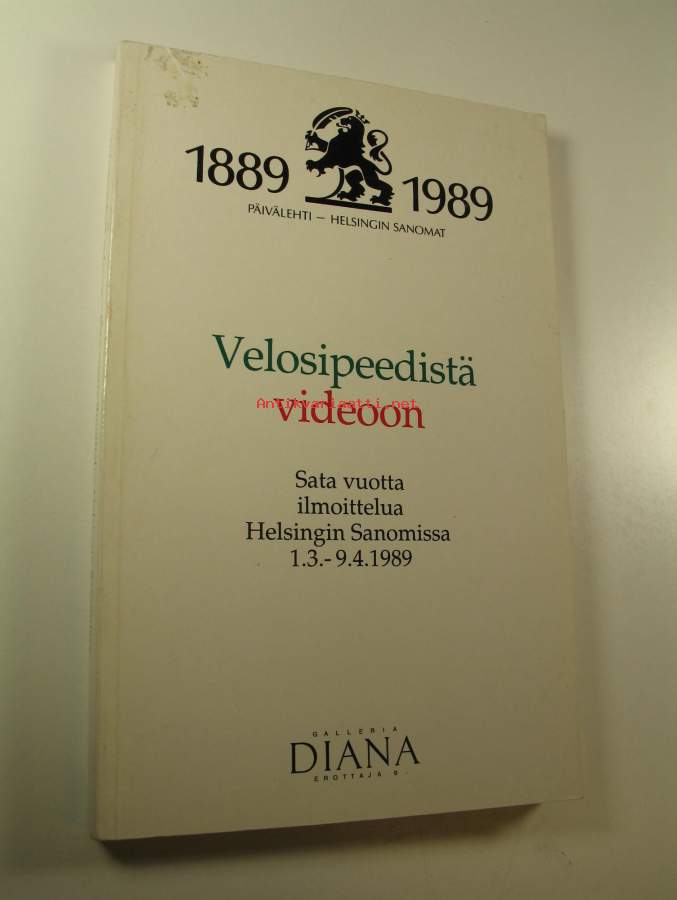 1889 1989
PÄIVÄLEHTI — HELSINGIN SANOMAT
Velosipeedistä
videoon
Antikvariaatti.net
Sata vuotta
ilmoittelua
Helsingin Sanomissa
1.3.-9.4.1989
GALLERIA
DIANA
EROTTAJA 9